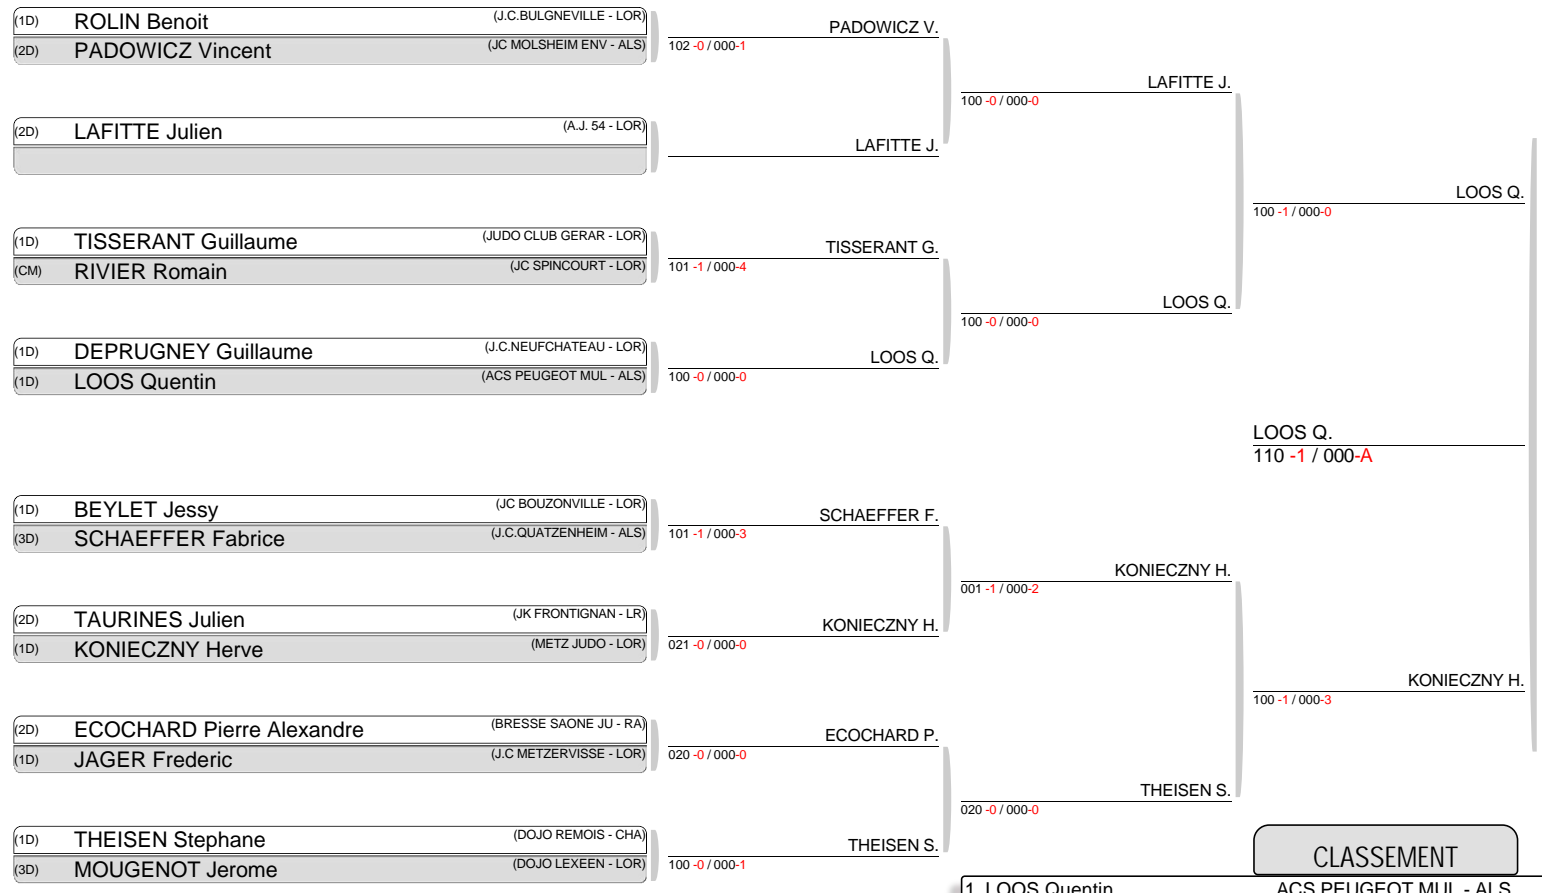 (1D) ROLIN Benoit (J.C.BULGNEVILLE - LOR)
(2D) PADOWICZ Vincent (JC MOLSHEIM ENV - ALS)
PADOWICZ V.
102 -0 / 000-1
(2D) LAFITTE Julien (A.J. 54 - LOR)
LAFITTE J.
LAFITTE J.
100 -0 / 000-0
(1D) TISSERANT Guillaume (JUDO CLUB GERAR - LOR)
(CM) RIVIER Romain (JC SPINCOURT - LOR)
TISSERANT G.
101 -1 / 000-4
(1D) DEPRUGNEY Guillaume (J.C.NEUFCHATEAU - LOR)
(1D) LOOS Quentin (ACS PEUGEOT MUL - ALS)
LOOS Q.
100 -0 / 000-0
LOOS Q.
100 -0 / 000-0
LOOS Q.
100 -1 / 000-0
LOOS Q.
110 -1 / 000-A
(1D) BEYLET Jessy (JC BOUZONVILLE - LOR)
(3D) SCHAEFFER Fabrice (J.C.QUATZENHEIM - ALS)
SCHAEFFER F.
101 -1 / 000-3
(2D) TAURINES Julien (JK FRONTIGNAN - LR)
(1D) KONIECZNY Herve (METZ JUDO - LOR)
KONIECZNY H.
021 -0 / 000-0
KONIECZNY H.
001 -1 / 000-2
(2D) ECOCHARD Pierre Alexandre (BRESSE SAONE JU - RA)
(1D) JAGER Frederic (J.C METZERVISSE - LOR)
ECOCHARD P.
020 -0 / 000-0
(1D) THEISEN Stephane (DOJO REMOIS - CHA)
(3D) MOUGENOT Jerome (DOJO LEXEEN - LOR)
THEISEN S.
100 -0 / 000-1
THEISEN S.
020 -0 / 000-0
KONIECZNY H.
100 -1 / 000-3
CLASSEMENT
1 LOOS Quentin ACS PEUGEOT MUL - ALS